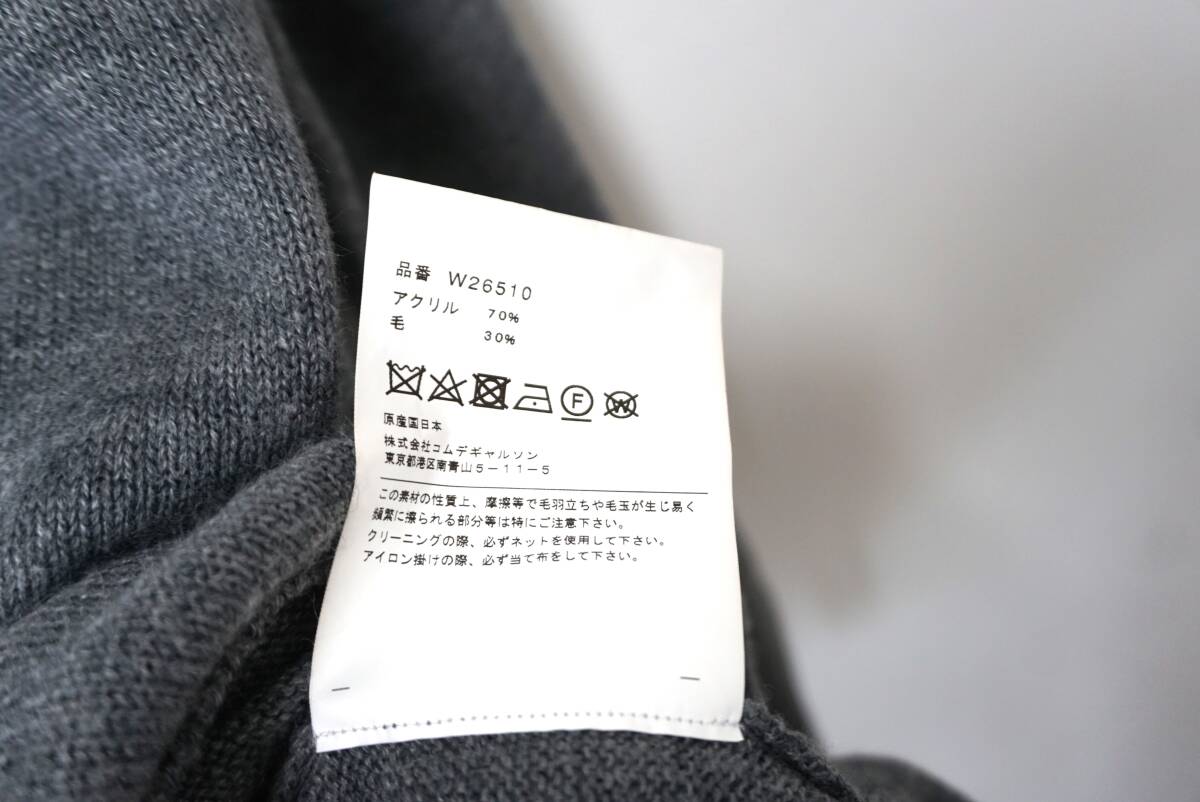 品番 W26510
アクリル 70%
毛 30%
F W
原産国日本
株式会社コムデギャルソン
東京都港区南青山5-11-5
この素材の性質上、摩擦等で毛羽立ちや毛玉が生じ易く
頻繁に擦られる部分等は特にご注意下さい。
クリーニングの際、必ずネットを使用して下さい。
アイロン掛けの際、必ず当て布をして下さい。